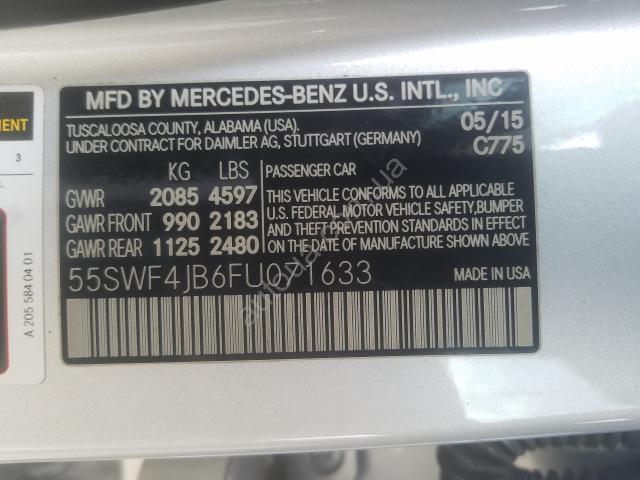 MENT
3
s.
A 205 584 04 01
MFD BY MERCEDES-BENZ U.S. INTL., INC
TUSCALOOSA COUNTY, ALABAMA (USA). 05/15
UNDER CONTRACT FOR DAIMLER AG, STUTTGART (GERMANY) C775
KG LBS PASSENGER CAR
GVWR 2085 4597 THIS VEHICLE CONFORMS TO ALL APPLICABLE
GAWR FRONT 990 2183 U.S. FEDERAL MOTOR VEHICLE SAFETY,BUMPER
GAWR REAR 1125 2480 AND THEFT PREVENTION STANDARDS IN EFFECT ON THE DATE OF MANUFACTURE SHOWN ABOVE.
55SWF4JB6FU071633